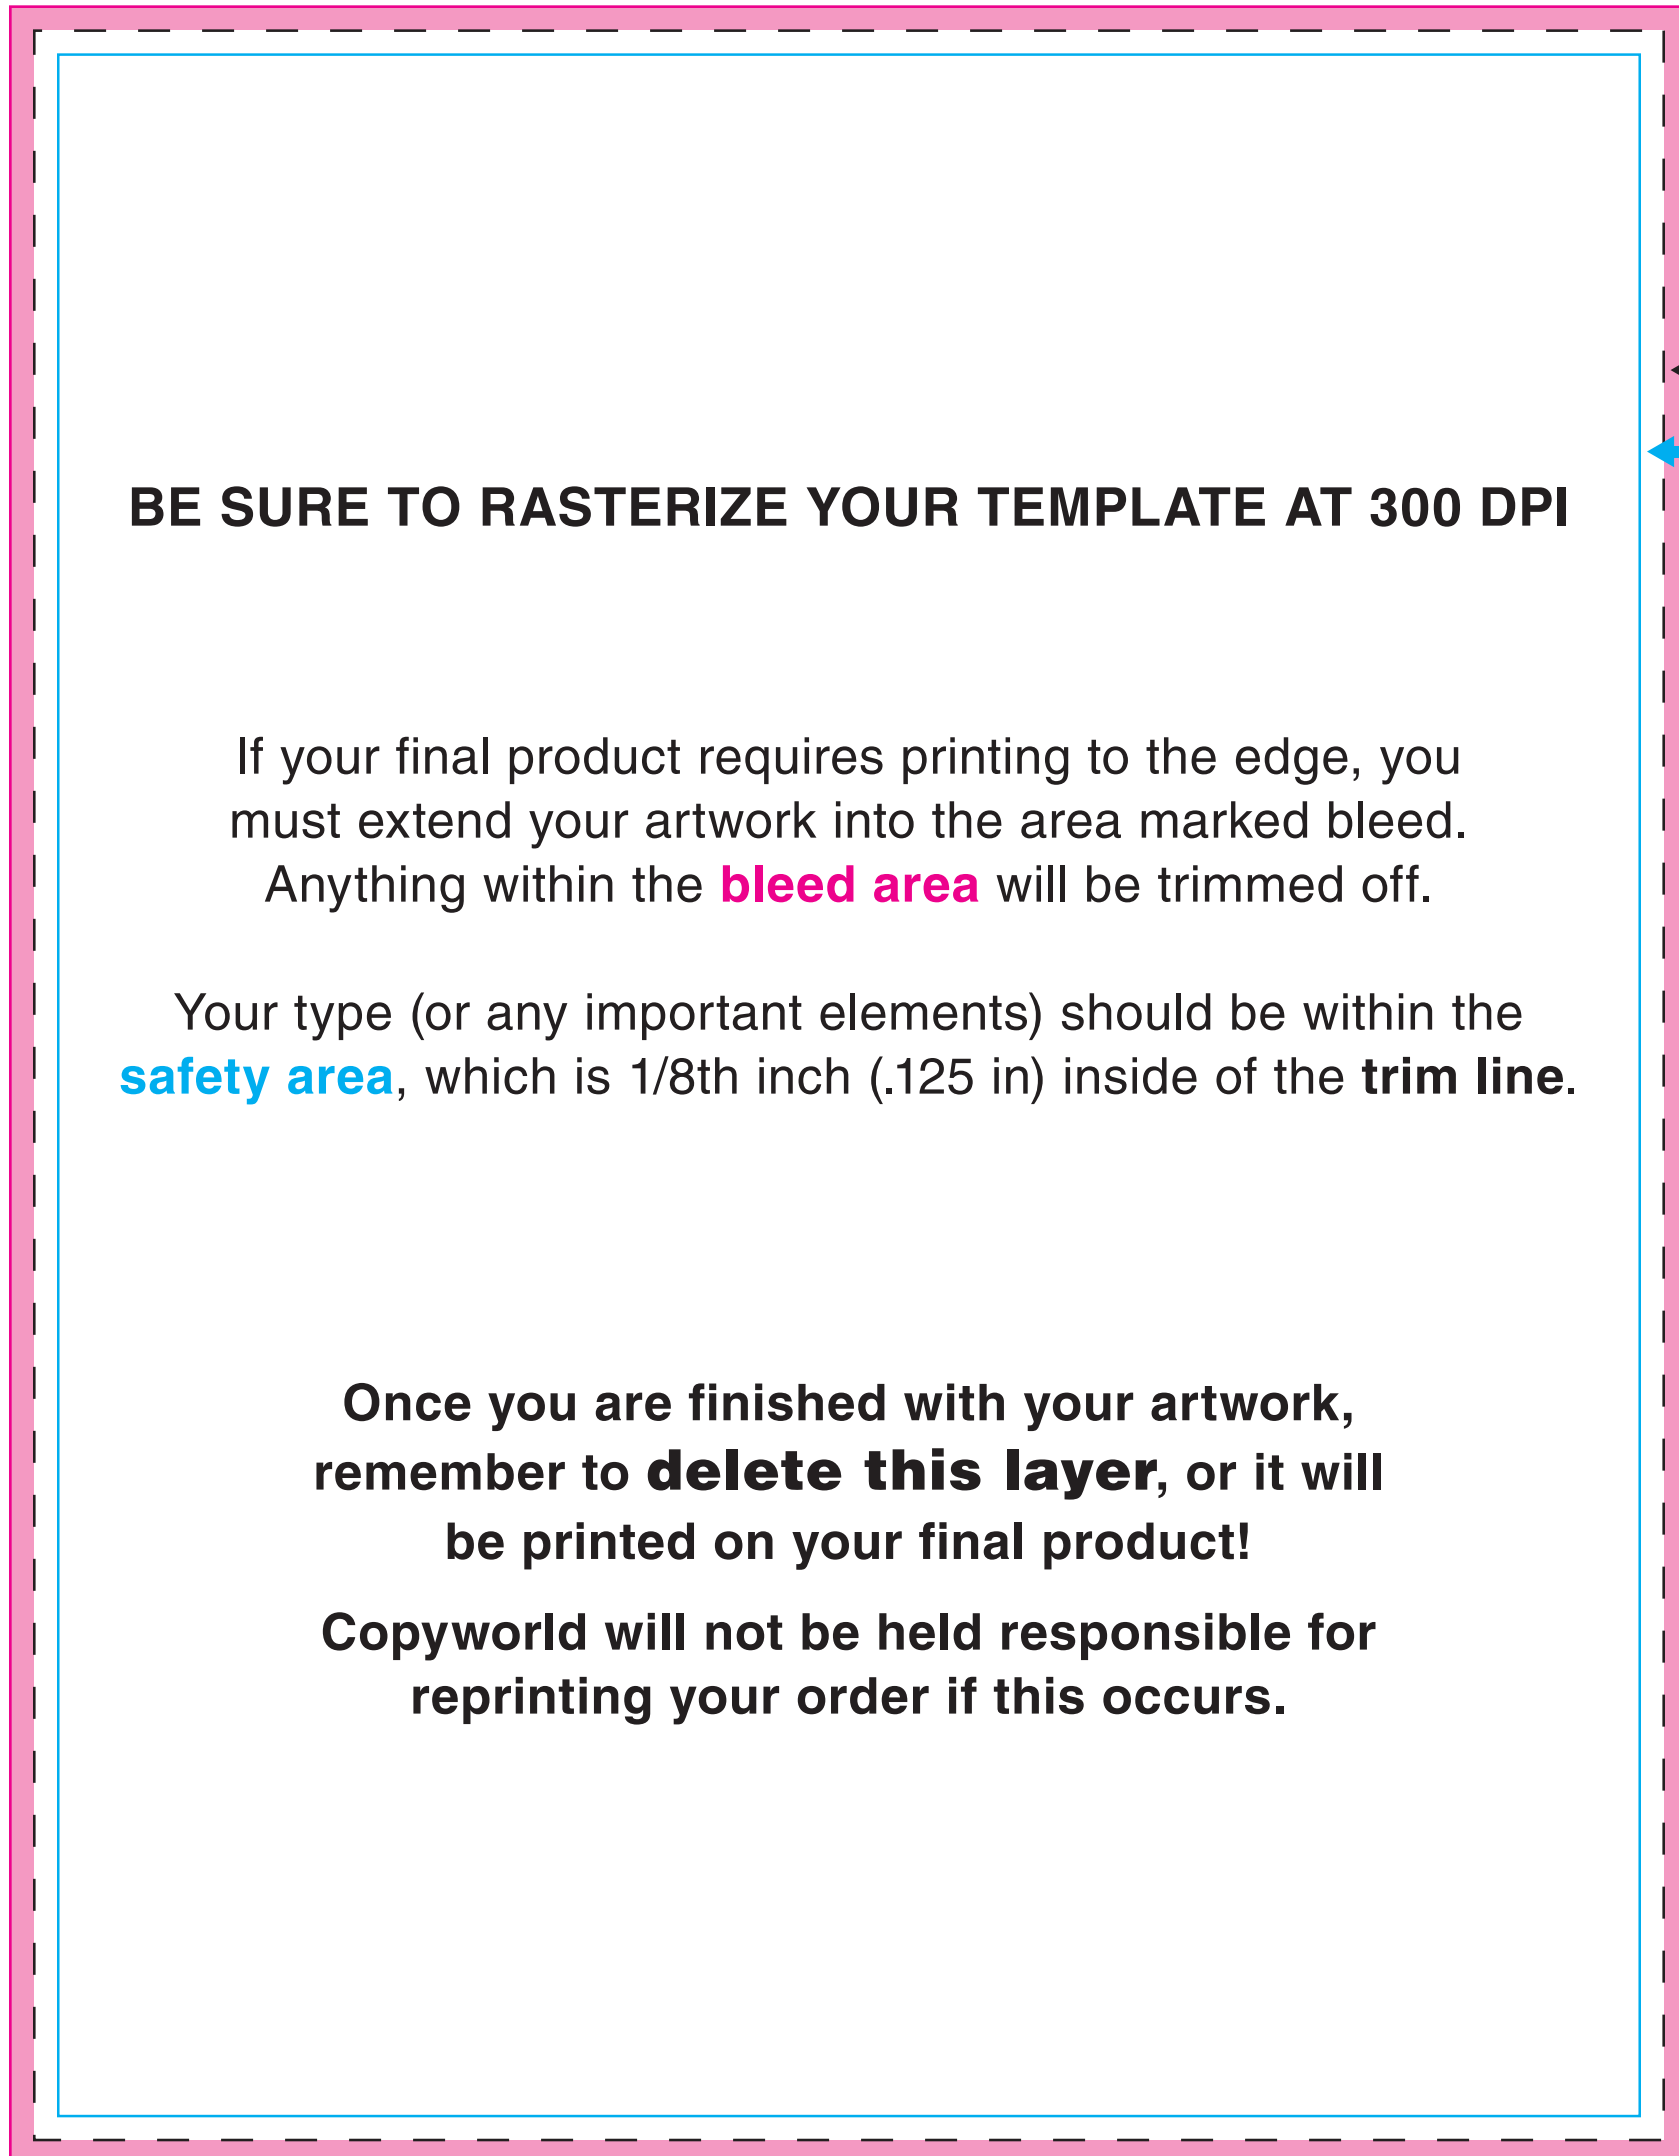 BE SURE TO RASTERIZE YOUR TEMPLATE AT 300 DPI
If your final product requires printing to the edge, you
must extend your artwork into the area marked bleed.
Anything within the bleed area will be trimmed off.
Your type (or any important elements) should be within the
safety area, which is 1/8th inch (.125 in) inside of the trim line.
Once you are finished with your artwork,
remember to delete this layer, or it will
be printed on your final product!
Copyworld will not be held responsible for
reprinting your order if this occurs.